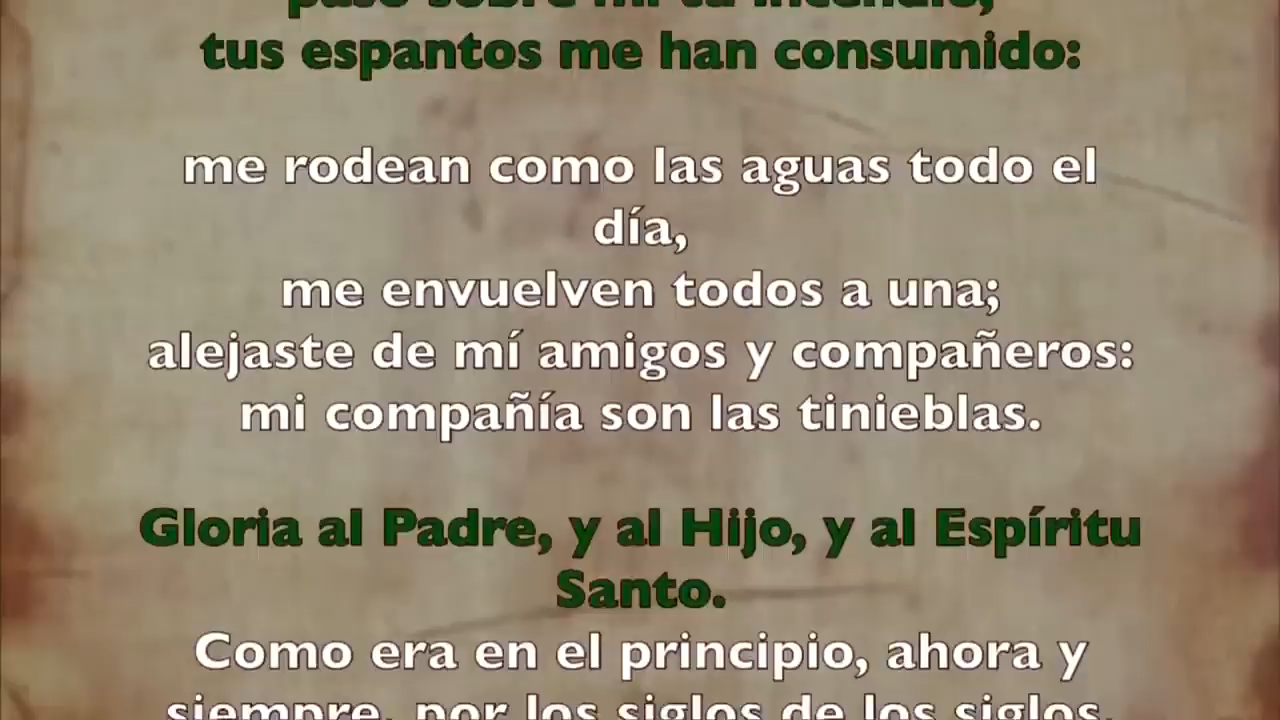 pasó sobre mí tu incendio,
tus espantos me han consumido:
me rodean como las aguas todo el
día,
me envuelven todos a una;
alejaste de mí amigos y compañeros:
mi compañía son las tinieblas.
Gloria al Padre, y al Hijo, y al Espíritu
Santo.
Como era en el principio, ahora y
siempre, por los siglos de los siglos.